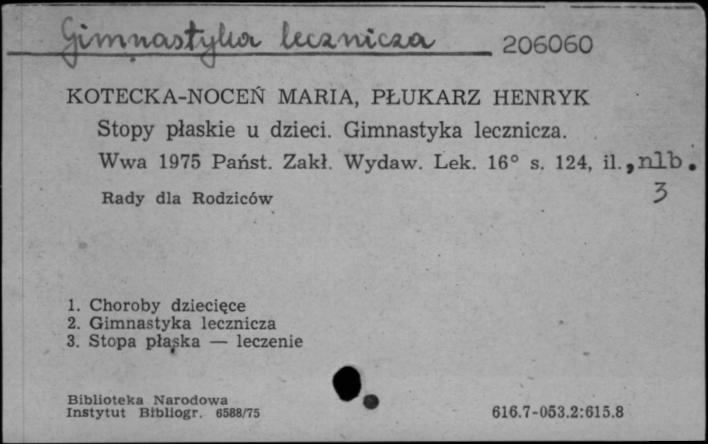 Gimnastyka lecznicza 206060
KOTECKA-NOCEŃ MARIA, PŁUKARZ HENRYK
Stopy płaskie u dzieci. Gimnastyka lecznicza.
Wwa 1975 Państ. Zakł. Wydaw. Lek. 16° s. 124, il., nlb.
Rady dla Rodziców 3
1. Choroby dziecięce
2. Gimnastyka lecznicza
3. Stopa płaska — leczenie
Biblioteka Narodowa
Instytut Bibliogr. 6588/75 616.7-053.2:615.8